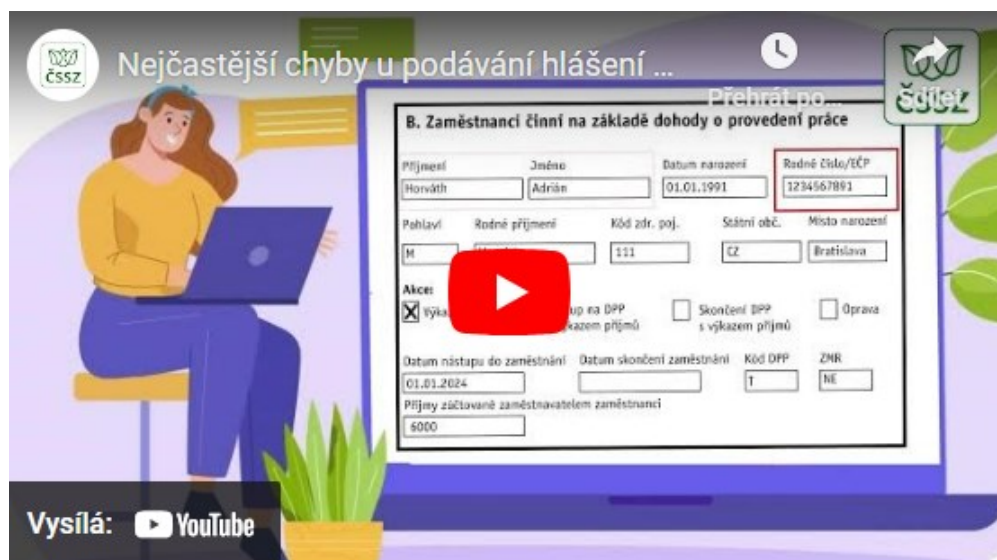 ČSSZ
Nejčastější chyby u podávání hlášení ...
Přehrát po...
Sdílet
ČSSZ
B. Zaměstnanci činní na základě dohody o provedení práce
Příjmení Jméno Datum narození Rodné číslo/EČP
Horváth Adrián 01.01.1991 1234567891
Pohlaví Rodné příjmení Kód zdr. poj. Státní obč. Místo narození
M 111 CZ Bratislava
Akce:
X na DPP Skončení DPP Oprava
s výkazem příjmů
Datum nástupu do zaměstnání Datum skončení zaměstnání Kód DPP ZMR
01.01.2024 T NE
Příjmy zúčtované zaměstnavatelem zaměstnanci
6000
Vysílá: YouTube